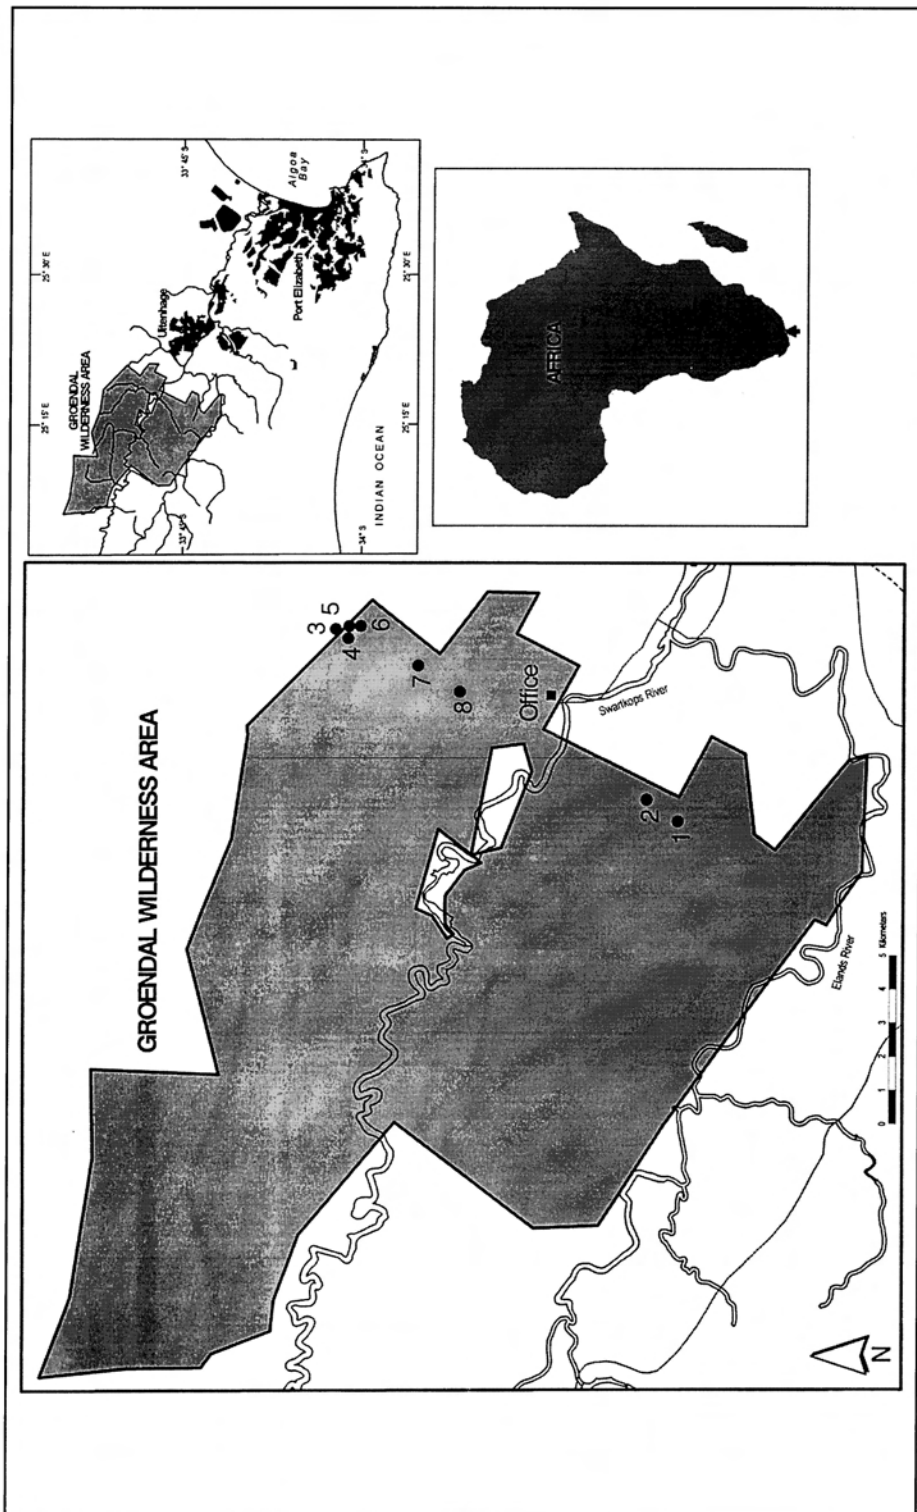 GROENDAL WILDERNESS AREA
3
5
4
6
7
8
Office
Swartkops River
2
1
Elands River
0 1 2 3 4 5 Kilometers
N
25° 15' E
25° 30' E
GROENDAL
WILDERNESS AREA
Uitenhage
33° 45' S
33° 45' S
Port Elizabeth
Algoa
Bay
INDIAN OCEAN
34° S
25° 15' E
25° 30' E
AFRICA